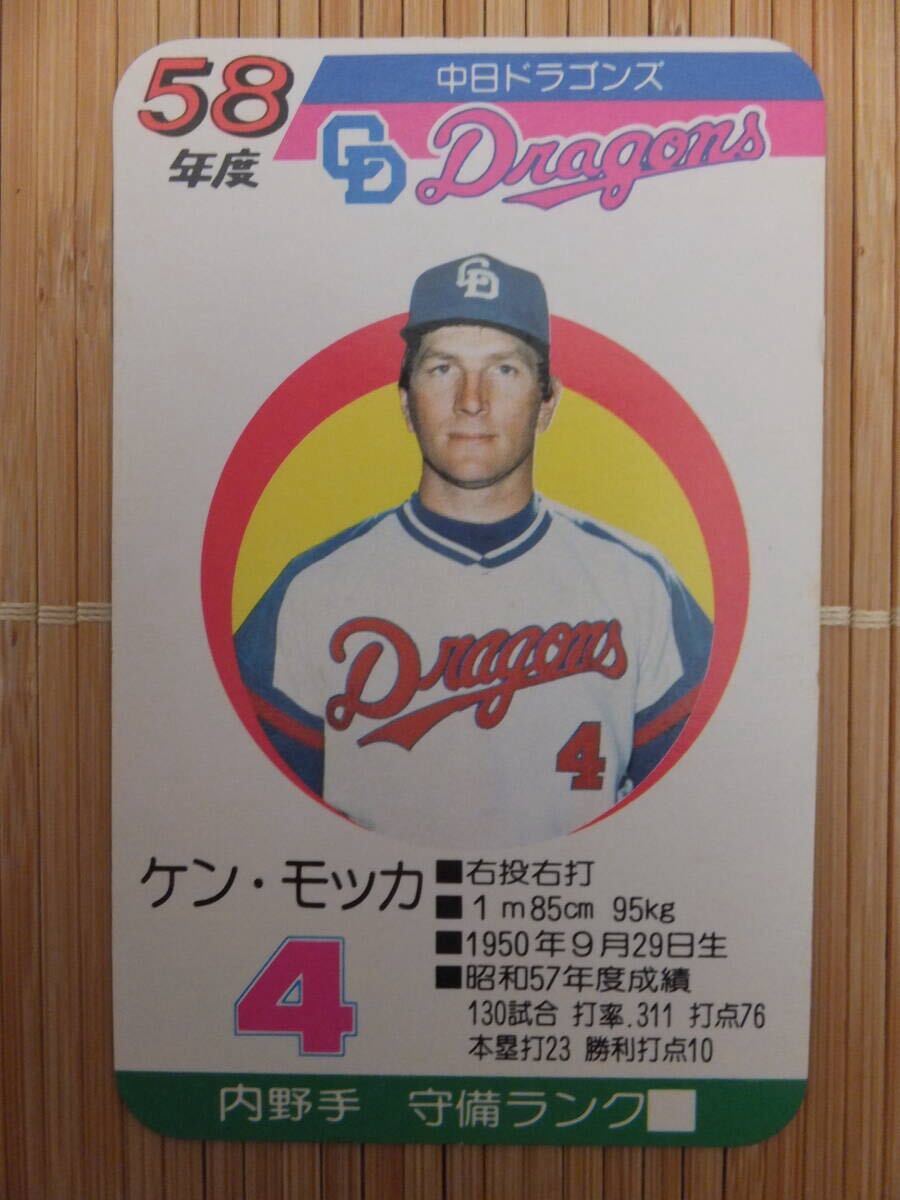 58
年度
中日ドラゴンズ
CD Dragons
CD
Dragons
4
ケン・モッカ
4
■右投右打
■1m85cm 95kg
■1950年9月29日生
■昭和57年度成績
130試合 打率.311 打点76
本塁打23 勝利打点10
内野手 守備ランク